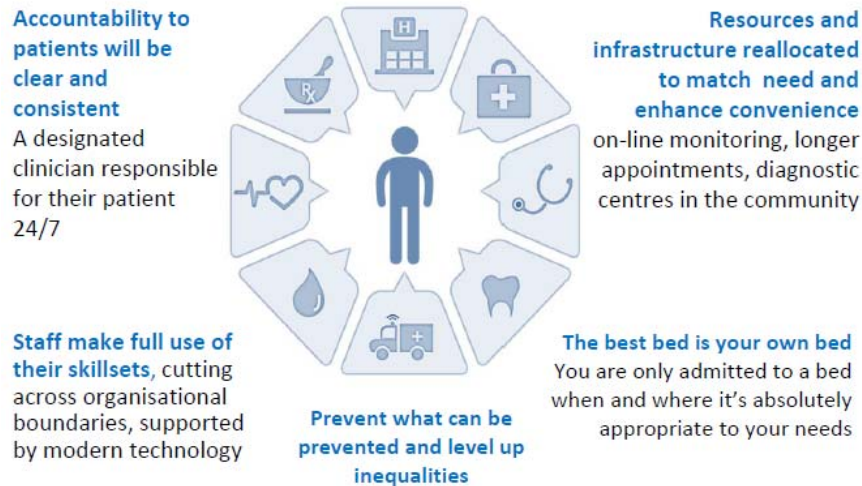 Accountability to
patients will be
clear and
consistent
A designated
clinician responsible
for their patient
24/7
H
RX
Resources and
infrastructure reallocated
to match need and
enhance convenience
on-line monitoring, longer
appointments, diagnostic
centres in the community
Staff make full use of
their skillsets, cutting
across organisational
boundaries, supported
by modern technology
Prevent what can be
prevented and level up
inequalities
The best bed is your own bed
You are only admitted to a bed
when and where it's absolutely
appropriate to your needs